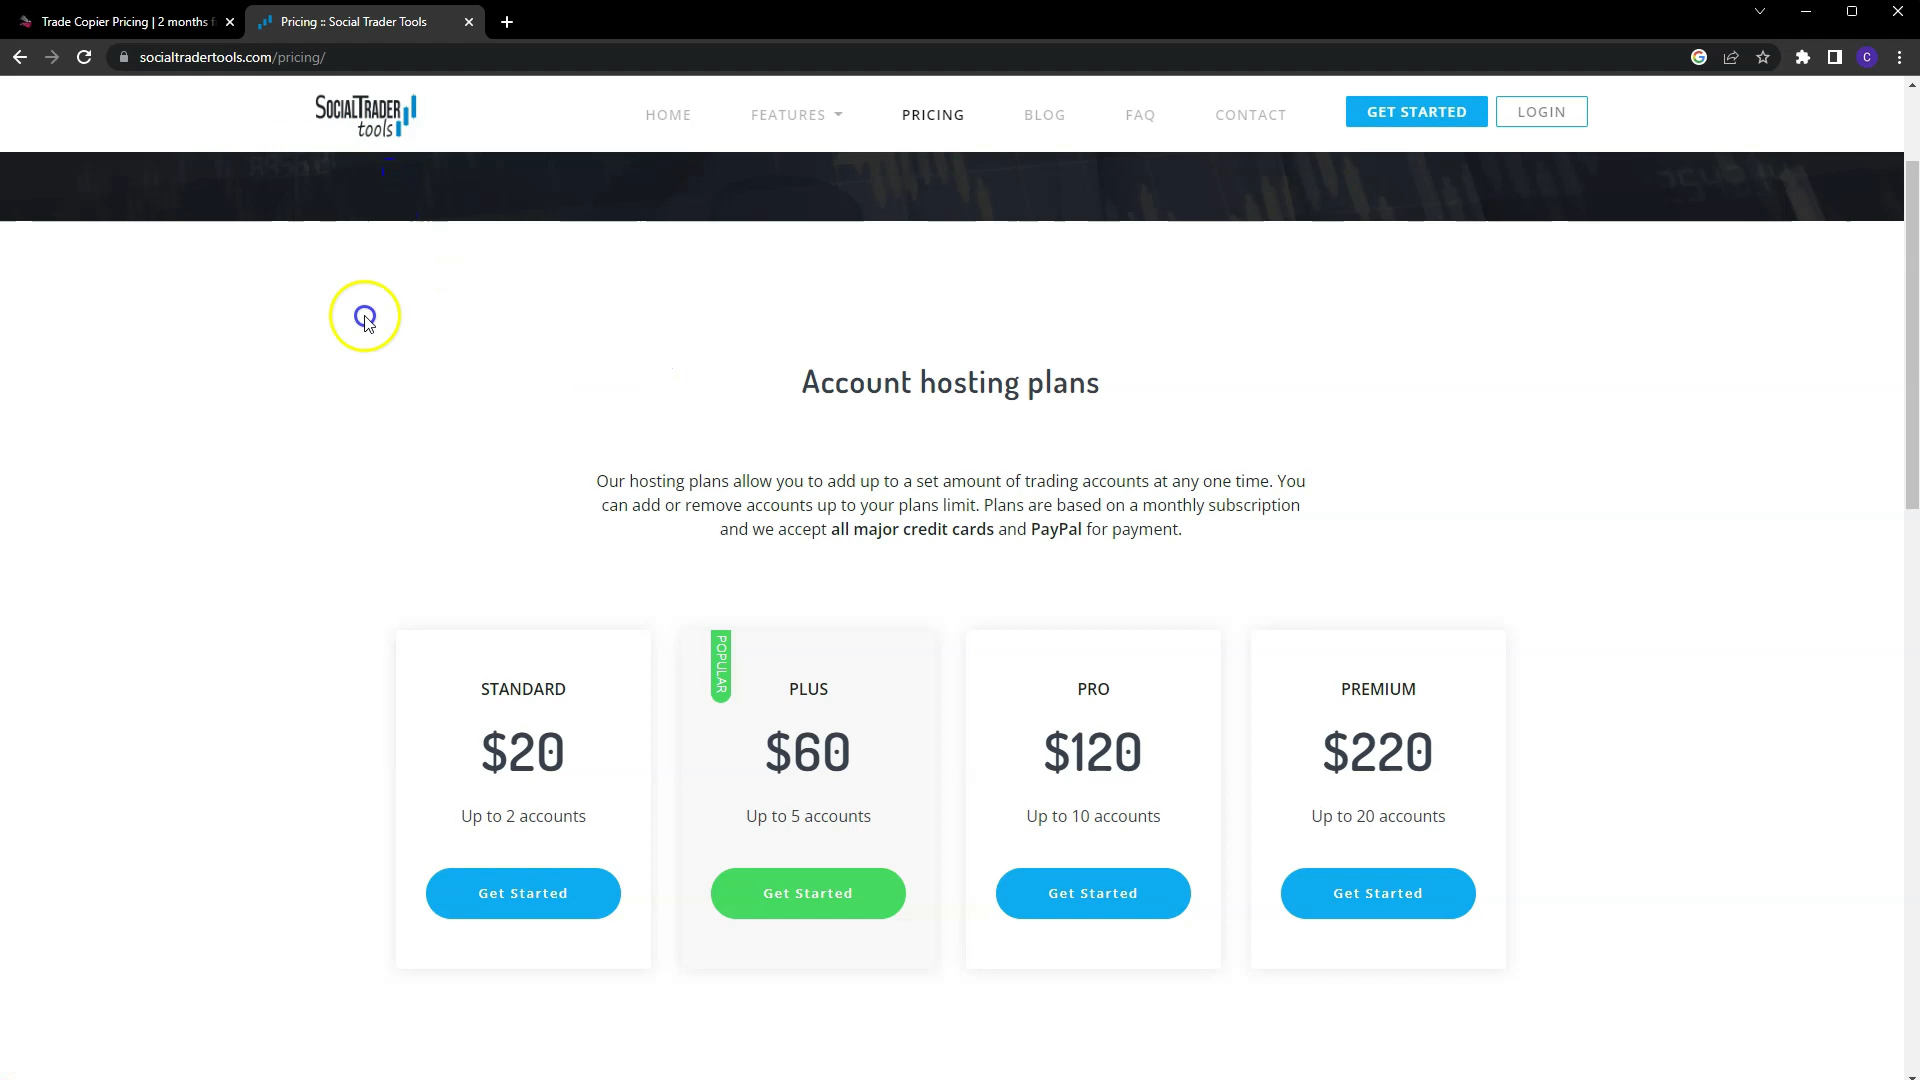 Trade Copier Pricing | 2 months f
Pricing :: Social Trader Tools
socialtradertools.com/pricing/
C
SOCIALTRADER
tools
HOME
FEATURES
PRICING
BLOG
FAQ
CONTACT
GET STARTED
LOGIN
Account hosting plans
Our hosting plans allow you to add up to a set amount of trading accounts at any one time. You
can add or remove accounts up to your plans limit. Plans are based on a monthly subscription
and we accept all major credit cards and PayPal for payment.
STANDARD
$20
Up to 2 accounts
Get Started
POPULAR
PLUS
$60
Up to 5 accounts
Get Started
PRO
$120
Up to 10 accounts
Get Started
PREMIUM
$220
Up to 20 accounts
Get Started